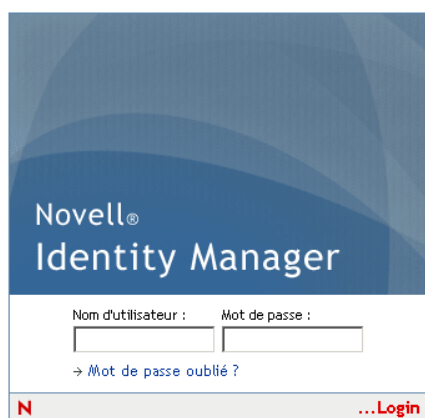 Novell®
Identity Manager
Nom d'utilisateur : Mot de passe :
→ Mot de passe oublié ?
N ...Login